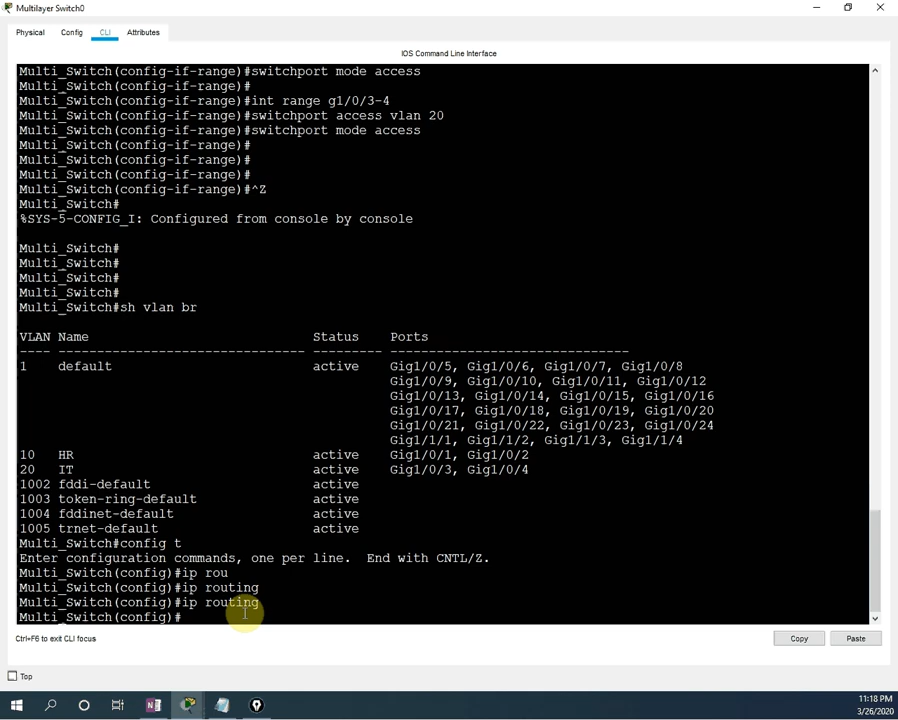 Multilayer Switch0
Physical Config CLI Attributes
IOS Command Line Interface
Multi_Switch(config-if-range)#switchport mode access
Multi_Switch(config-if-range)#
Multi_Switch(config-if-range)#int range g1/0/3-4
Multi_Switch(config-if-range)#switchport access vlan 20
Multi_Switch(config-if-range)#switchport mode access
Multi_Switch(config-if-range)#
Multi_Switch(config-if-range)#
Multi_Switch(config-if-range)#
Multi_Switch(config-if-range)#^Z
Multi_Switch#
%SYS-5-CONFIG_I: Configured from console by console
Multi_Switch#
Multi_Switch#
Multi_Switch#
Multi_Switch#
Multi_Switch#sh vlan br
VLAN Name Status Ports
---- -------------------------------- --------- -------------------------------
1 default active Gig1/0/5, Gig1/0/6, Gig1/0/7, Gig1/0/8
Gig1/0/9, Gig1/0/10, Gig1/0/11, Gig1/0/12
Gig1/0/13, Gig1/0/14, Gig1/0/15, Gig1/0/16
Gig1/0/17, Gig1/0/18, Gig1/0/19, Gig1/0/20
Gig1/0/21, Gig1/0/22, Gig1/0/23, Gig1/0/24
Gig1/1/1, Gig1/1/2, Gig1/1/3, Gig1/1/4
10 HR active Gig1/0/1, Gig1/0/2
20 IT active Gig1/0/3, Gig1/0/4
1002 fddi-default active
1003 token-ring-default active
1004 fddinet-default active
1005 trnet-default active
Multi_Switch#config t
Enter configuration commands, one per line. End with CNTL/Z.
Multi_Switch(config)#ip rou
Multi_Switch(config)#ip routing
Multi_Switch(config)#ip routing
Multi_Switch(config)#
Ctrl+F6 to exit CLI focus
Copy Paste
Top
N
11:18 PM
3/26/2020